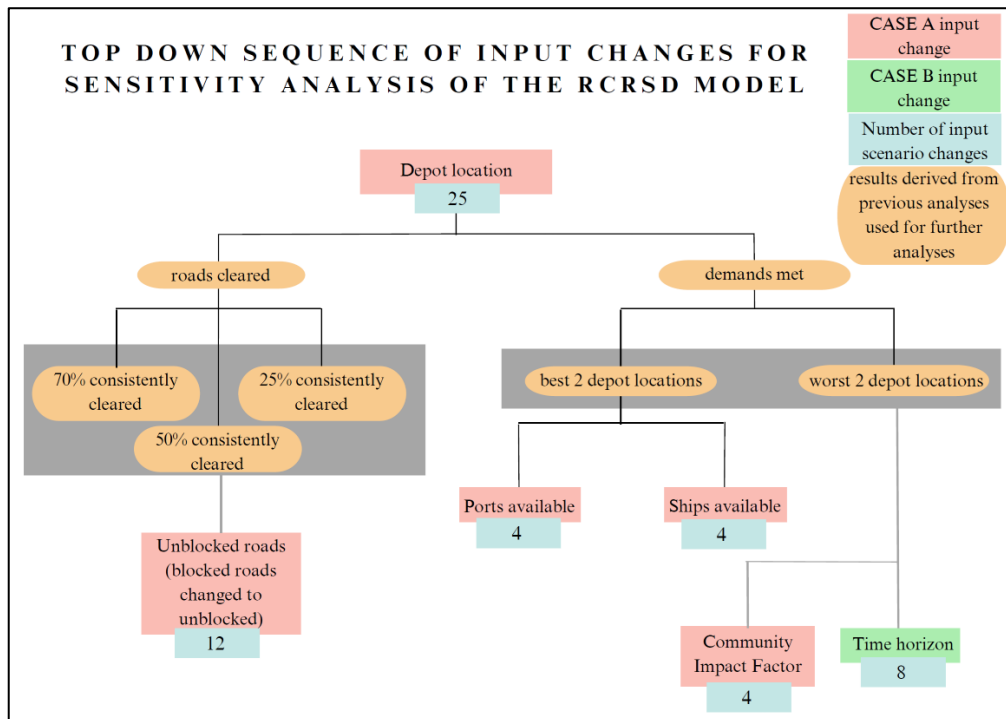 TOP DOWN SEQUENCE OF INPUT CHANGES FOR
SENSITIVITY ANALYSIS OF THE RCRSD MODEL
CASE A input
change
CASE B input
change
Number of input
scenario changes
results derived from
previous analyses
used for further
analyses
Depot location
25
roads cleared
demands met
70% consistently
cleared
25% consistently
cleared
50% consistently
cleared
best 2 depot locations
worst 2 depot locations
Ports available
4
Ships available
4
Unblocked roads
(blocked roads
changed to
unblocked)
12
Community
Impact Factor
4
Time horizon
8